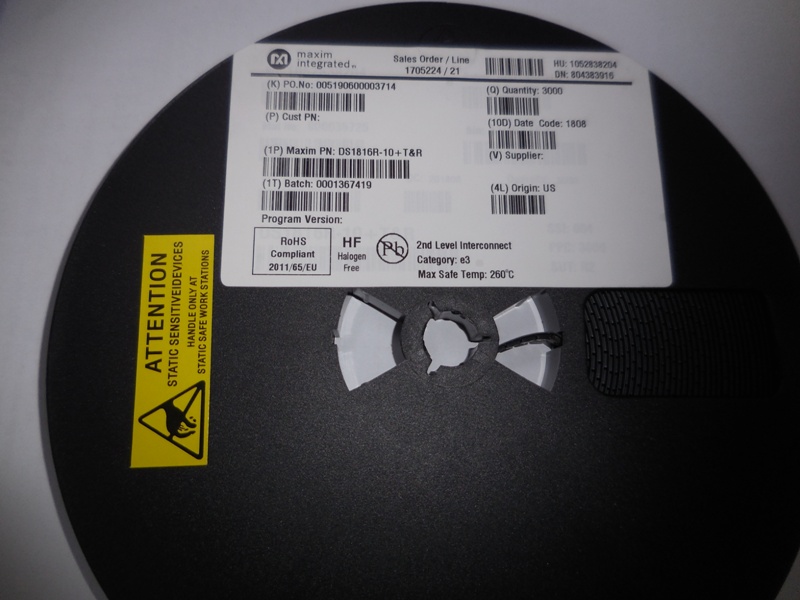 maxim
integrated™
Sales Order / Line
1705224 / 21
HU: 1052838204
DN: 804383916
(K) PO.No: 005190600003714
(Q) Quantity: 3000
(P) Cust PN:
(10D) Date Code: 1808
(1P) Maxim PN: DS1816R-10+T&R
(V) Supplier:
(1T) Batch: 0001367419
(4L) Origin: US
Program Version:
RoHS
Compliant
2011/65/EU
HF
Halogen
Free
Pb
2nd Level Interconnect
Category: e3
Max Safe Temp: 260°C
ATTENTION
STATIC SENSITIVE DEVICES
HANDLE ONLY AT
STATIC SAFE WORK STATIONS